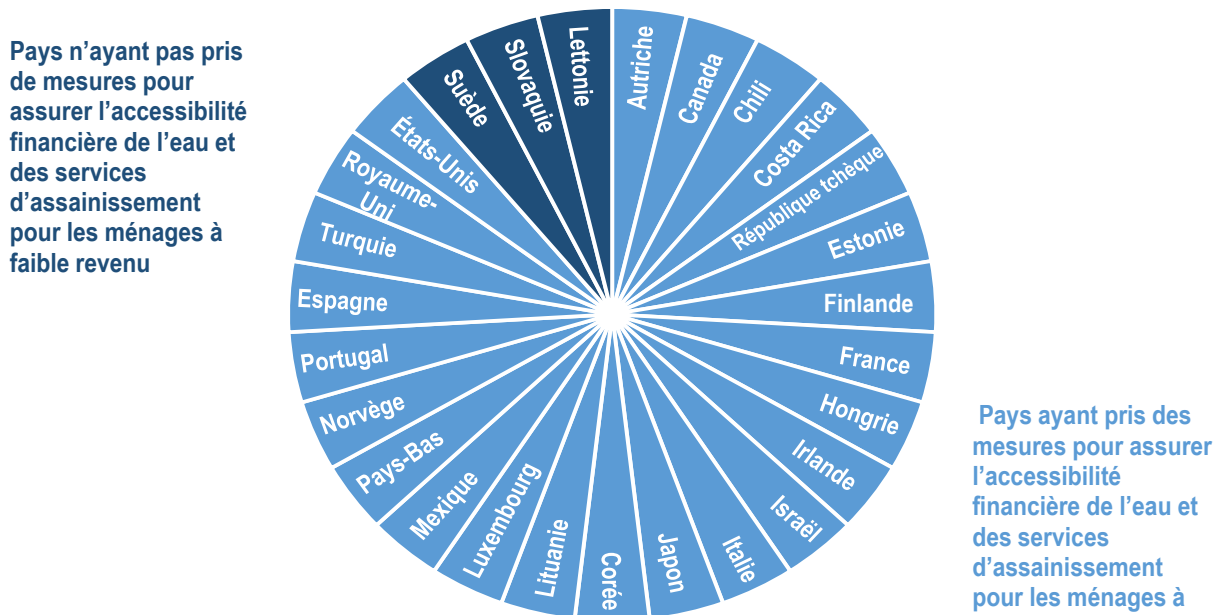 Pays n’ayant pas pris
de mesures pour
assurer l’accessibilité
financière de l’eau et
des services
d’assainissement
pour les ménages à
faible revenu
Autriche
Canada
Chili
Costa Rica
République tchèque
Estonie
Finlande
France
Hongrie
Irlande
Israël
Italie
Japon
Corée
Lituanie
Luxembourg
Mexique
Pays-Bas
Norvège
Portugal
Espagne
Turquie
Royaume-
Uni
États-Unis
Suède
Slovaquie
Lettonie
Pays ayant pris des
mesures pour assurer
l’accessibilité
financière de l’eau et
des services
d’assainissement
pour les ménages à